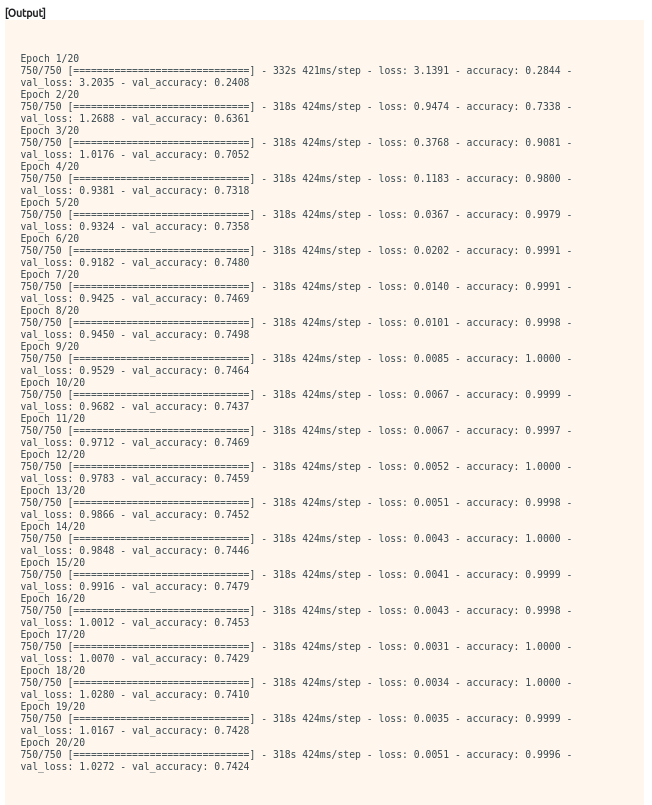 [Output]
Epoch 1/20
750/750 [==============================] - 332s 421ms/step - loss: 3.1391 - accuracy: 0.2844 -
val_loss: 3.2035 - val_accuracy: 0.2408
Epoch 2/20
750/750 [==============================] - 318s 424ms/step - loss: 0.9474 - accuracy: 0.7338 -
val_loss: 1.2688 - val_accuracy: 0.6361
Epoch 3/20
750/750 [==============================] - 318s 424ms/step - loss: 0.3768 - accuracy: 0.9081 -
val_loss: 1.0176 - val_accuracy: 0.7052
Epoch 4/20
750/750 [==============================] - 318s 424ms/step - loss: 0.1183 - accuracy: 0.9800 -
val_loss: 0.9381 - val_accuracy: 0.7318
Epoch 5/20
750/750 [==============================] - 318s 424ms/step - loss: 0.0367 - accuracy: 0.9979 -
val_loss: 0.9324 - val_accuracy: 0.7358
Epoch 6/20
750/750 [==============================] - 318s 424ms/step - loss: 0.0202 - accuracy: 0.9991 -
val_loss: 0.9182 - val_accuracy: 0.7480
Epoch 7/20
750/750 [==============================] - 318s 424ms/step - loss: 0.0140 - accuracy: 0.9991 -
val_loss: 0.9425 - val_accuracy: 0.7469
Epoch 8/20
750/750 [==============================] - 318s 424ms/step - loss: 0.0101 - accuracy: 0.9998 -
val_loss: 0.9450 - val_accuracy: 0.7498
Epoch 9/20
750/750 [==============================] - 318s 424ms/step - loss: 0.0085 - accuracy: 1.0000 -
val_loss: 0.9529 - val_accuracy: 0.7464
Epoch 10/20
750/750 [==============================] - 318s 424ms/step - loss: 0.0067 - accuracy: 0.9999 -
val_loss: 0.9682 - val_accuracy: 0.7437
Epoch 11/20
750/750 [==============================] - 318s 424ms/step - loss: 0.0067 - accuracy: 0.9997 -
val_loss: 0.9712 - val_accuracy: 0.7469
Epoch 12/20
750/750 [==============================] - 318s 424ms/step - loss: 0.0052 - accuracy: 1.0000 -
val_loss: 0.9783 - val_accuracy: 0.7459
Epoch 13/20
750/750 [==============================] - 318s 424ms/step - loss: 0.0051 - accuracy: 0.9998 -
val_loss: 0.9866 - val_accuracy: 0.7452
Epoch 14/20
750/750 [==============================] - 318s 424ms/step - loss: 0.0043 - accuracy: 1.0000 -
val_loss: 0.9848 - val_accuracy: 0.7446
Epoch 15/20
750/750 [==============================] - 318s 424ms/step - loss: 0.0041 - accuracy: 0.9999 -
val_loss: 0.9916 - val_accuracy: 0.7479
Epoch 16/20
750/750 [==============================] - 318s 424ms/step - loss: 0.0043 - accuracy: 0.9998 -
val_loss: 1.0012 - val_accuracy: 0.7453
Epoch 17/20
750/750 [==============================] - 318s 424ms/step - loss: 0.0031 - accuracy: 1.0000 -
val_loss: 1.0070 - val_accuracy: 0.7429
Epoch 18/20
750/750 [==============================] - 318s 424ms/step - loss: 0.0034 - accuracy: 1.0000 -
val_loss: 1.0280 - val_accuracy: 0.7410
Epoch 19/20
750/750 [==============================] - 318s 424ms/step - loss: 0.0035 - accuracy: 0.9999 -
val_loss: 1.0167 - val_accuracy: 0.7428
Epoch 20/20
750/750 [==============================] - 318s 424ms/step - loss: 0.0051 - accuracy: 0.9996 -
val_loss: 1.0272 - val_accuracy: 0.7424